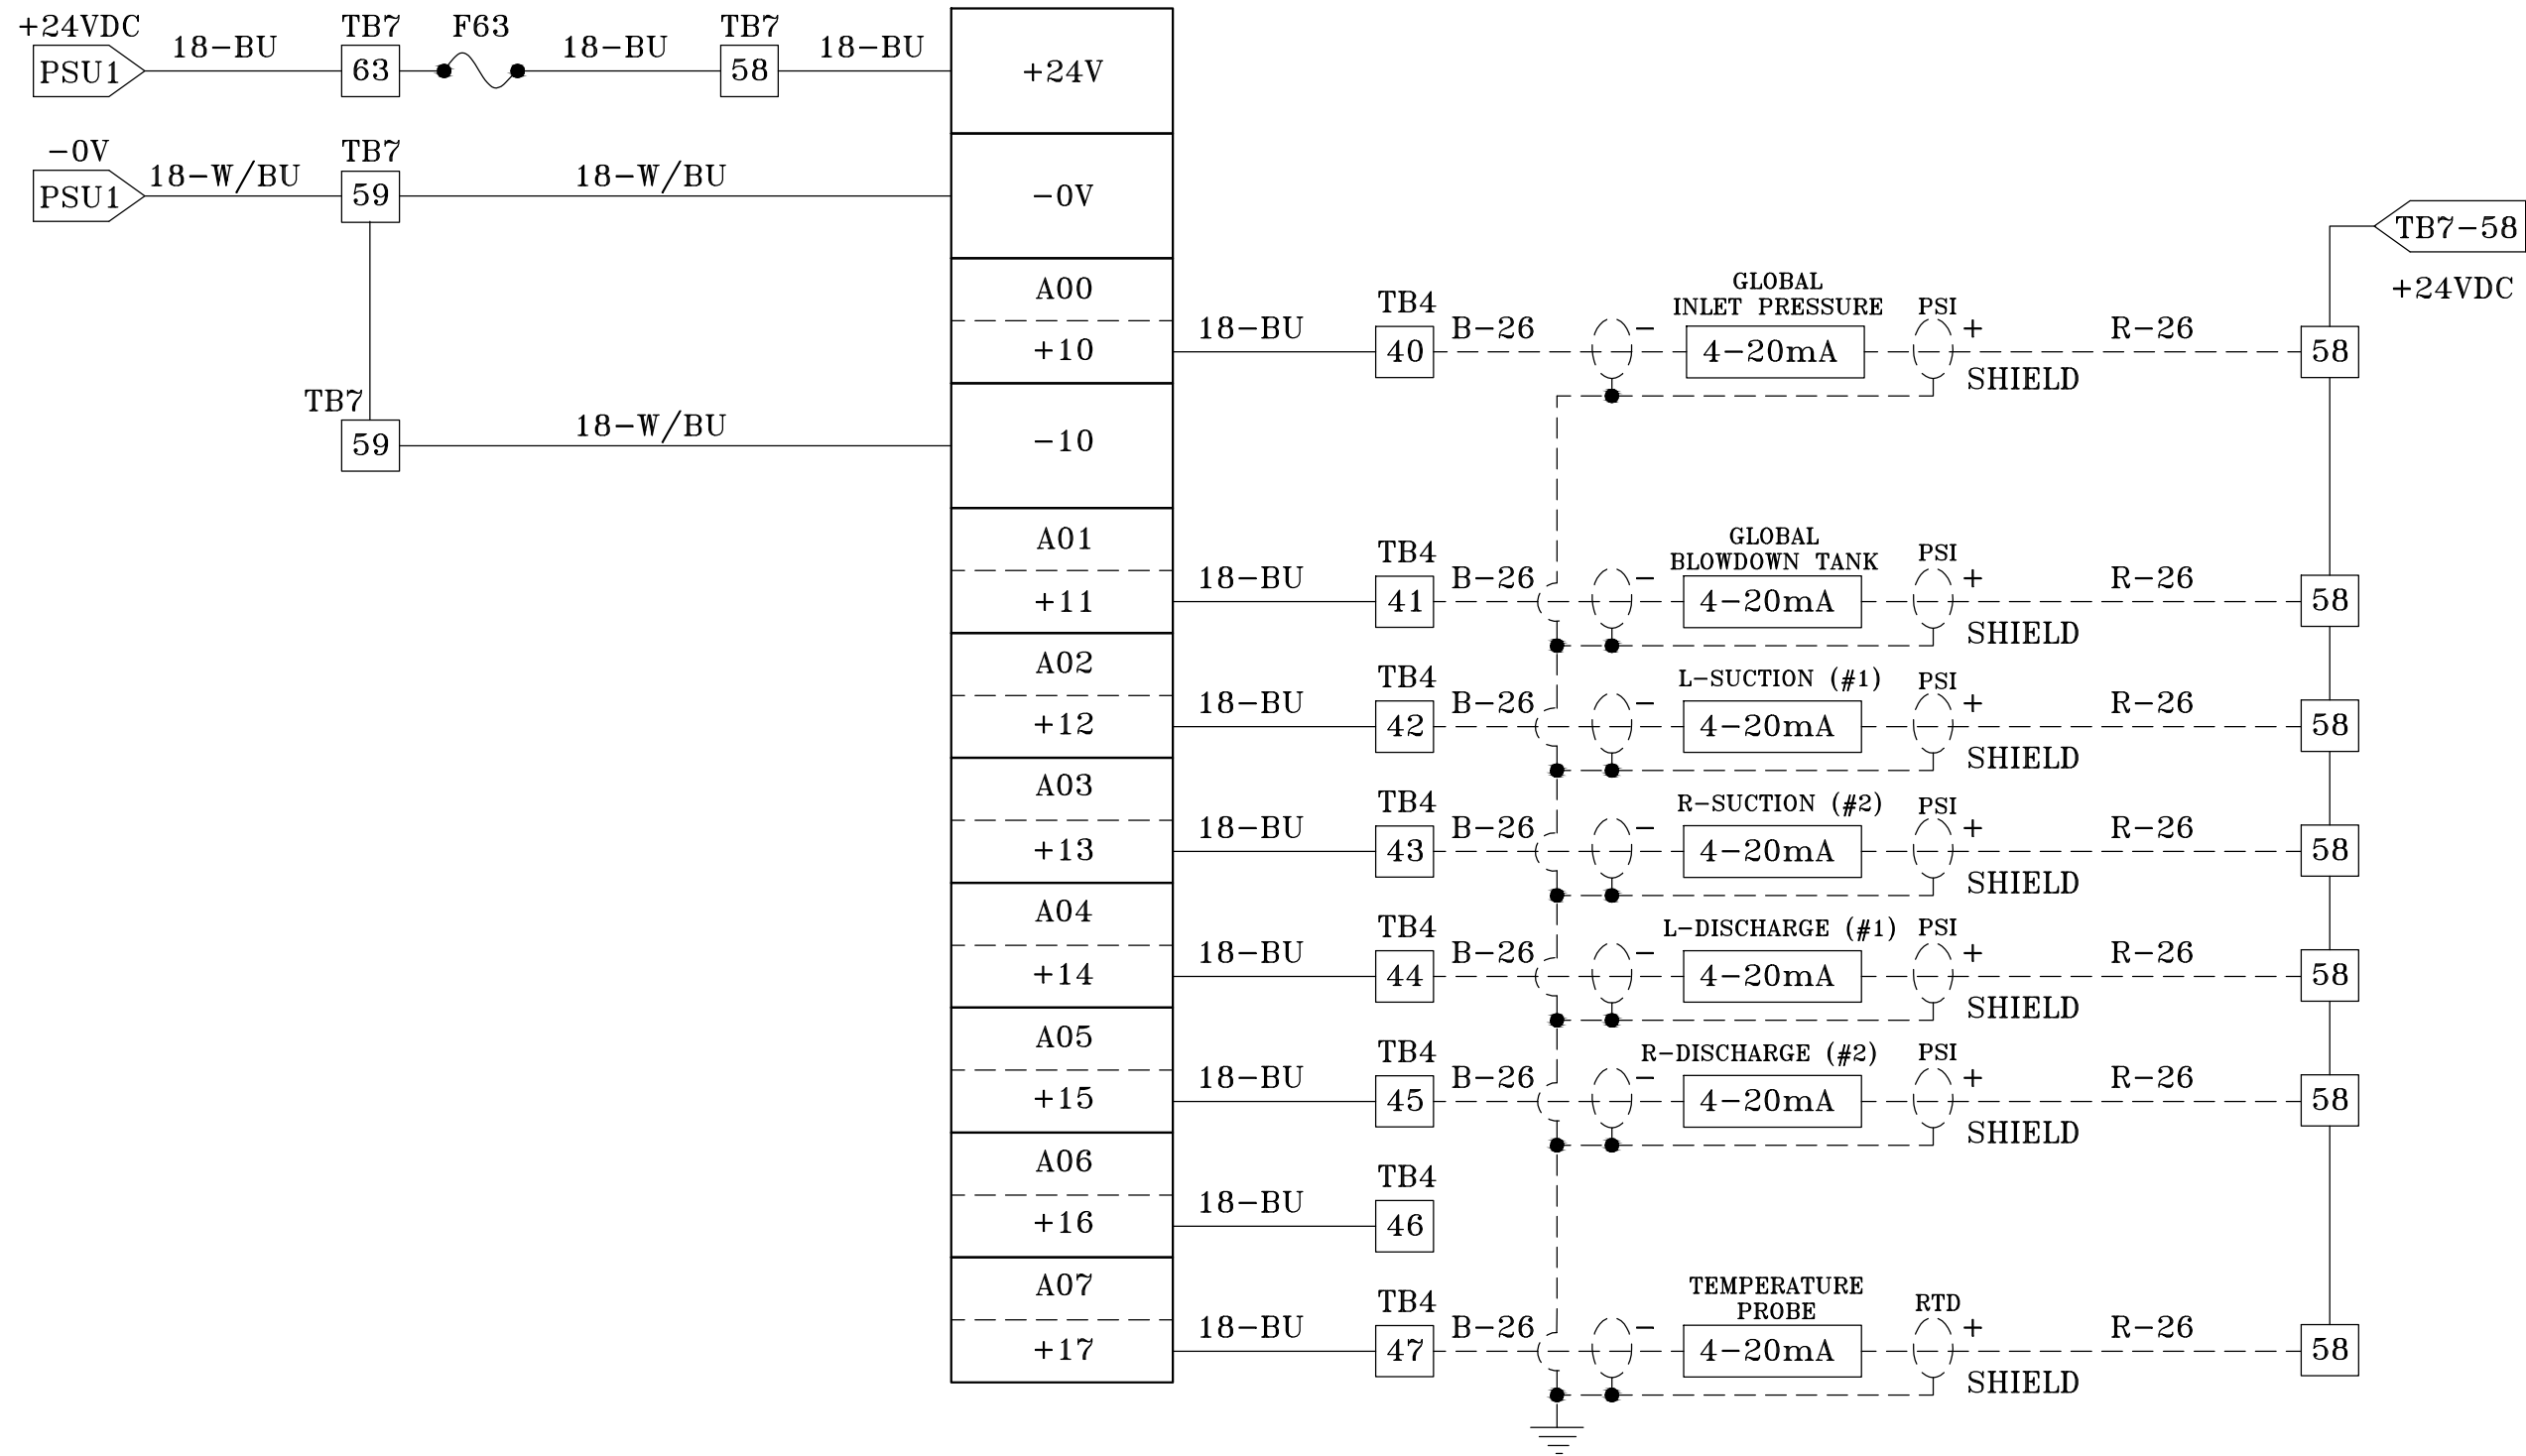 +24VDC TB7 F63 TB7
PSU1 18-BU 63 18-BU 58 18-BU +24V
-0V TB7
PSU1 18-W/BU 59 18-W/BU -0V
TB7-58
+24VDC
A00 TB4 GLOBAL
INLET PRESSURE PSI
+10 18-BU 40 B-26 - 4-20mA + R-26 58
SHIELD
TB7
59 18-W/BU -10
A01 TB4 GLOBAL
BLOWDOWN TANK PSI
+11 18-BU 41 B-26 - 4-20mA + R-26 58
SHIELD
A02 TB4 L-SUCTION (#1) PSI
+12 18-BU 42 B-26 - 4-20mA + R-26 58
SHIELD
A03 TB4 R-SUCTION (#2) PSI
+13 18-BU 43 B-26 - 4-20mA + R-26 58
SHIELD
A04 TB4 L-DISCHARGE (#1) PSI
+14 18-BU 44 B-26 - 4-20mA + R-26 58
SHIELD
A05 TB4 R-DISCHARGE (#2) PSI
+15 18-BU 45 B-26 - 4-20mA + R-26 58
SHIELD
A06 TB4
+16 18-BU 46
A07 TB4 TEMPERATURE
PROBE RTD
+17 18-BU 47 B-26 - 4-20mA + R-26 58
SHIELD